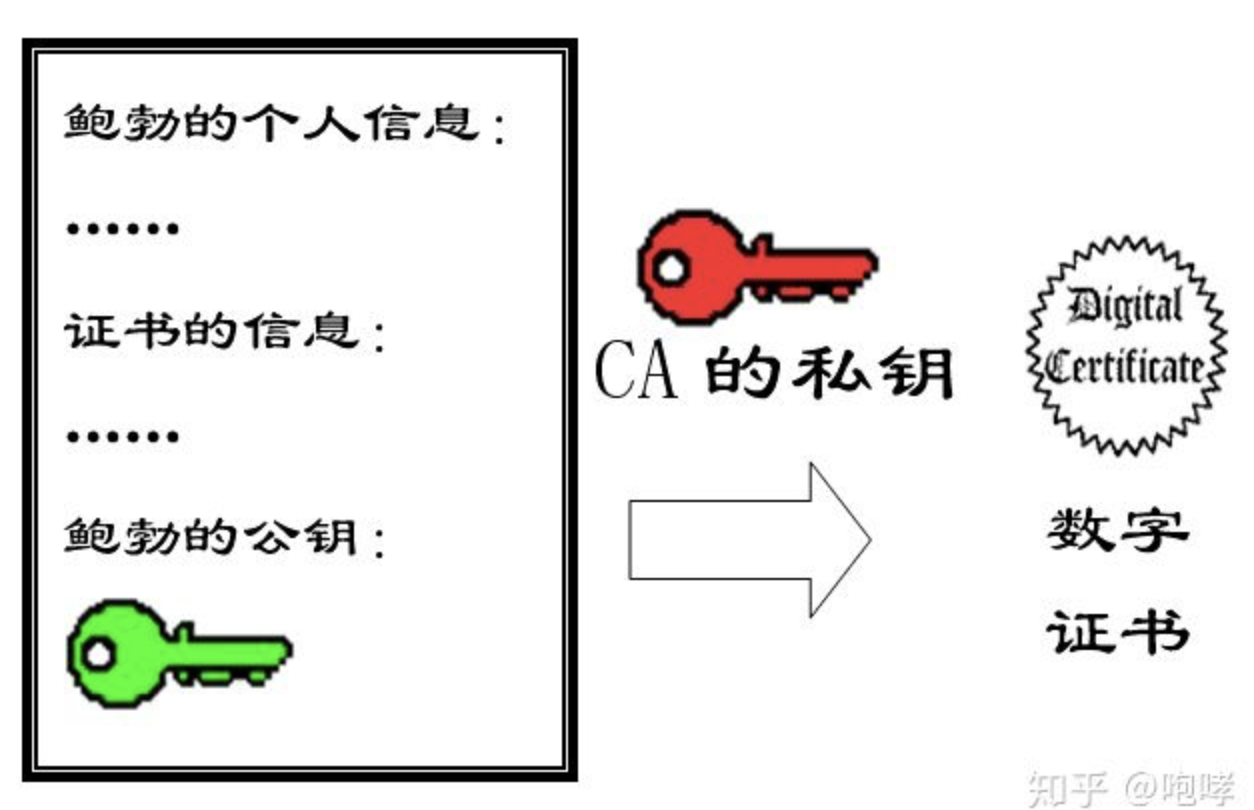 鲍勃的个人信息:
……
证书的信息:
……
鲍勃的公钥:
CA 的私钥
Digital
Certificate
数字
证书
知乎 @咆哮